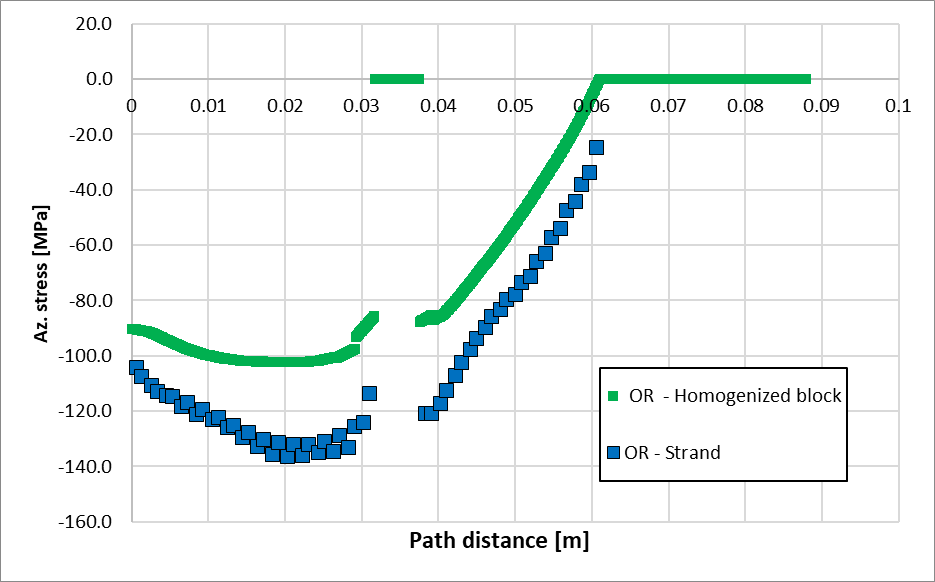 20.0
0.0
0 0.01 0.02 0.03 0.04 0.05 0.06 0.07 0.08 0.09 0.1
-20.0
-40.0
-60.0
-80.0
-100.0
-120.0
-140.0
-160.0
Az. stress [MPa]
OR - Homogenized block
OR - Strand
Path distance [m]